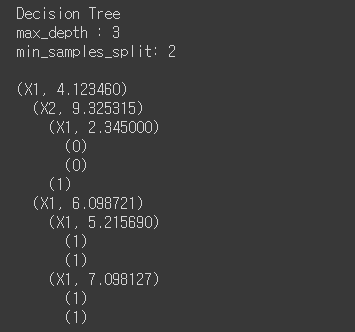 Decision Tree
max_depth : 3
min_samples_split: 2

(X1, 4.123460)
  (X2, 9.325315)
    (X1, 2.345000)
      (0)
      (0)
    (1)
  (X1, 6.098721)
    (X1, 5.215690)
      (1)
      (1)
    (X1, 7.098127)
      (1)
      (1)